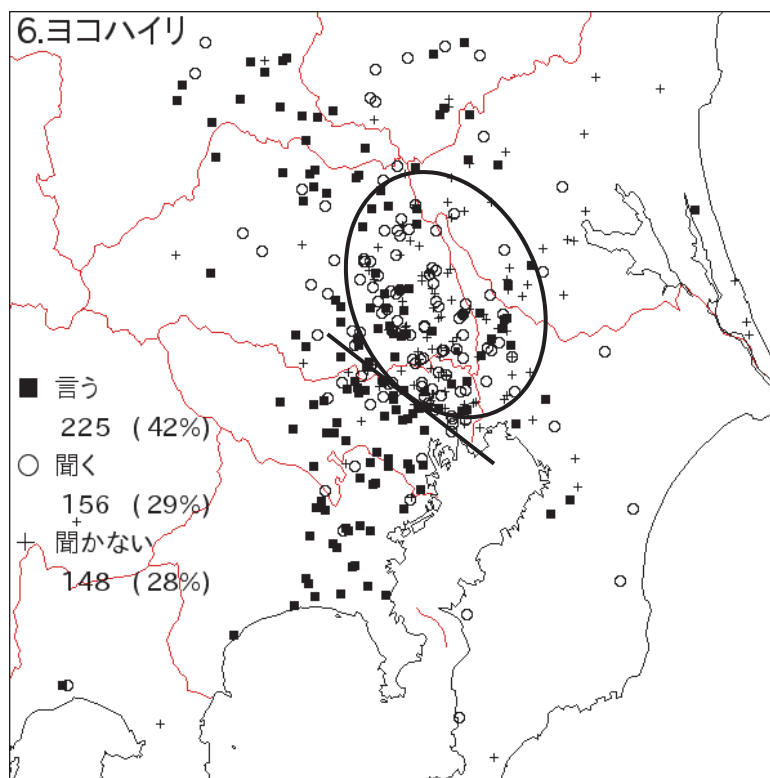 6.ヨコハイリ
■ 言う
225 (42%)
○ 聞く
156 (29%)
＋ 聞かない
148 (28%)